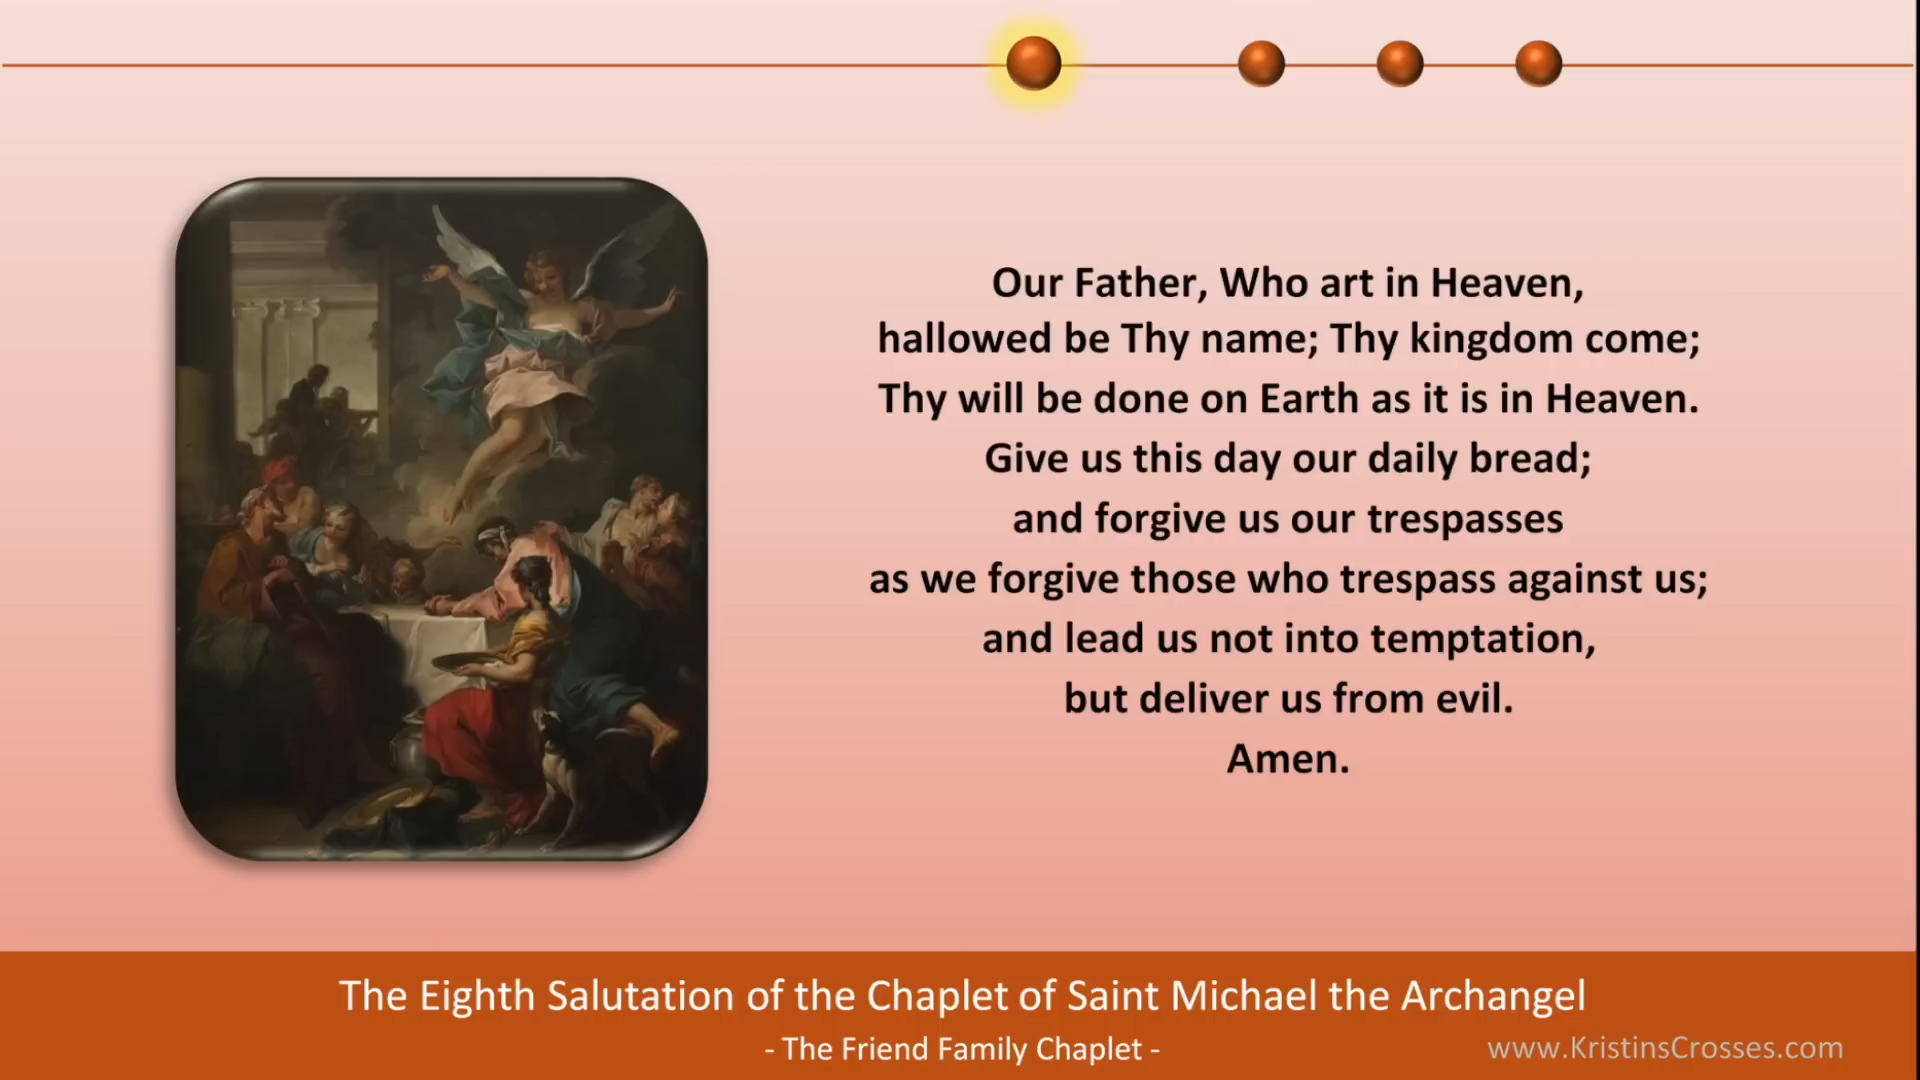 Our Father, Who art in Heaven,
hallowed be Thy name; Thy kingdom come;
Thy will be done on Earth as it is in Heaven.
Give us this day our daily bread;
and forgive us our trespasses
as we forgive those who trespass against us;
and lead us not into temptation,
but deliver us from evil.
Amen.
The Eighth Salutation of the Chaplet of Saint Michael the Archangel
- The Friend Family Chaplet -
www.KristinsCrosses.com